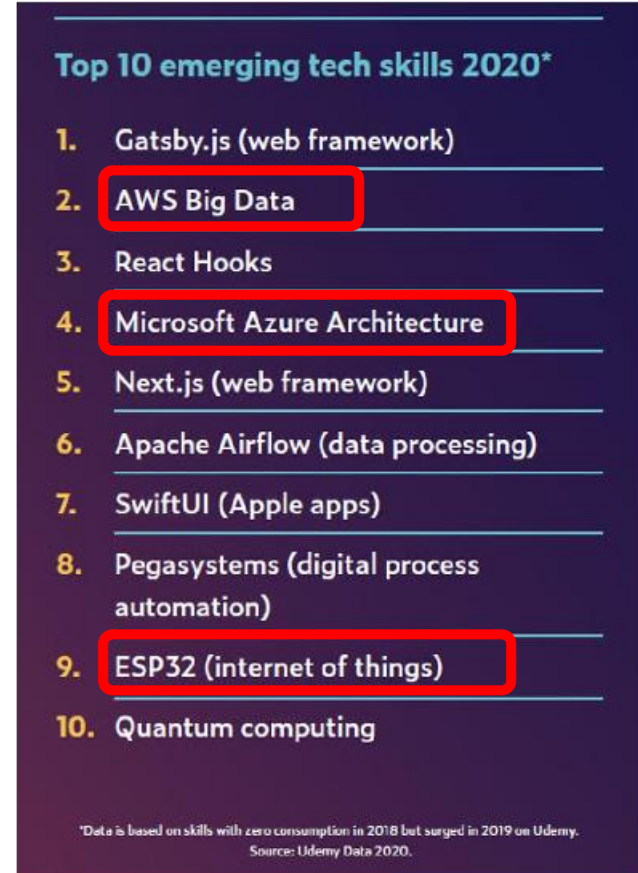 Top 10 emerging tech skills 2020*
1. Gatsby.js (web framework)
2. AWS Big Data
3. React Hooks
4. Microsoft Azure Architecture
5. Next.js (web framework)
6. Apache Airflow (data processing)
7. SwiftUI (Apple apps)
8. Pegasystems (digital process
automation)
9. ESP32 (internet of things)
10. Quantum computing
*Data is based on skills with zero consumption in 2018 but surged in 2019 on Udemy.
Source: Udemy Data 2020.